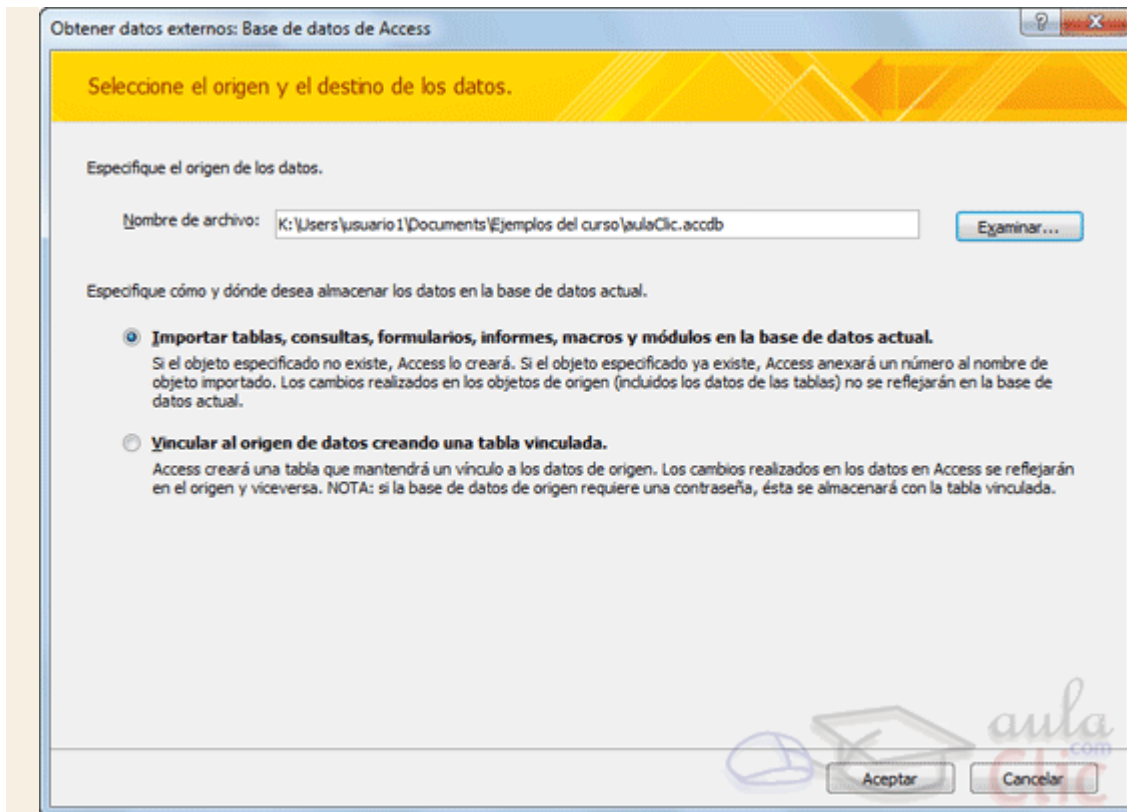 Obtener datos externos: Base de datos de Access
Seleccione el origen y el destino de los datos.
Especifique el origen de los datos.
Nombre de archivo: K:\Users\usuario1\Documents\Ejemplos del curso\aulaClic.accdb Examinar...
Especifique cómo y dónde desea almacenar los datos en la base de datos actual.
Importar tablas, consultas, formularios, informes, macros y módulos en la base de datos actual.
Si el objeto especificado no existe, Access lo creará. Si el objeto especificado ya existe, Access anexará un número al nombre de
objeto importado. Los cambios realizados en los objetos de origen (incluidos los datos de las tablas) no se reflejarán en la base de
datos actual.
Vincular al origen de datos creando una tabla vinculada.
Access creará una tabla que mantendrá un vínculo a los datos de origen. Los cambios realizados en los datos en Access se reflejarán
en el origen y viceversa. NOTA: si la base de datos de origen requiere una contraseña, ésta se almacenará con la tabla vinculada.
aula
Clic .com
Aceptar Cancelar